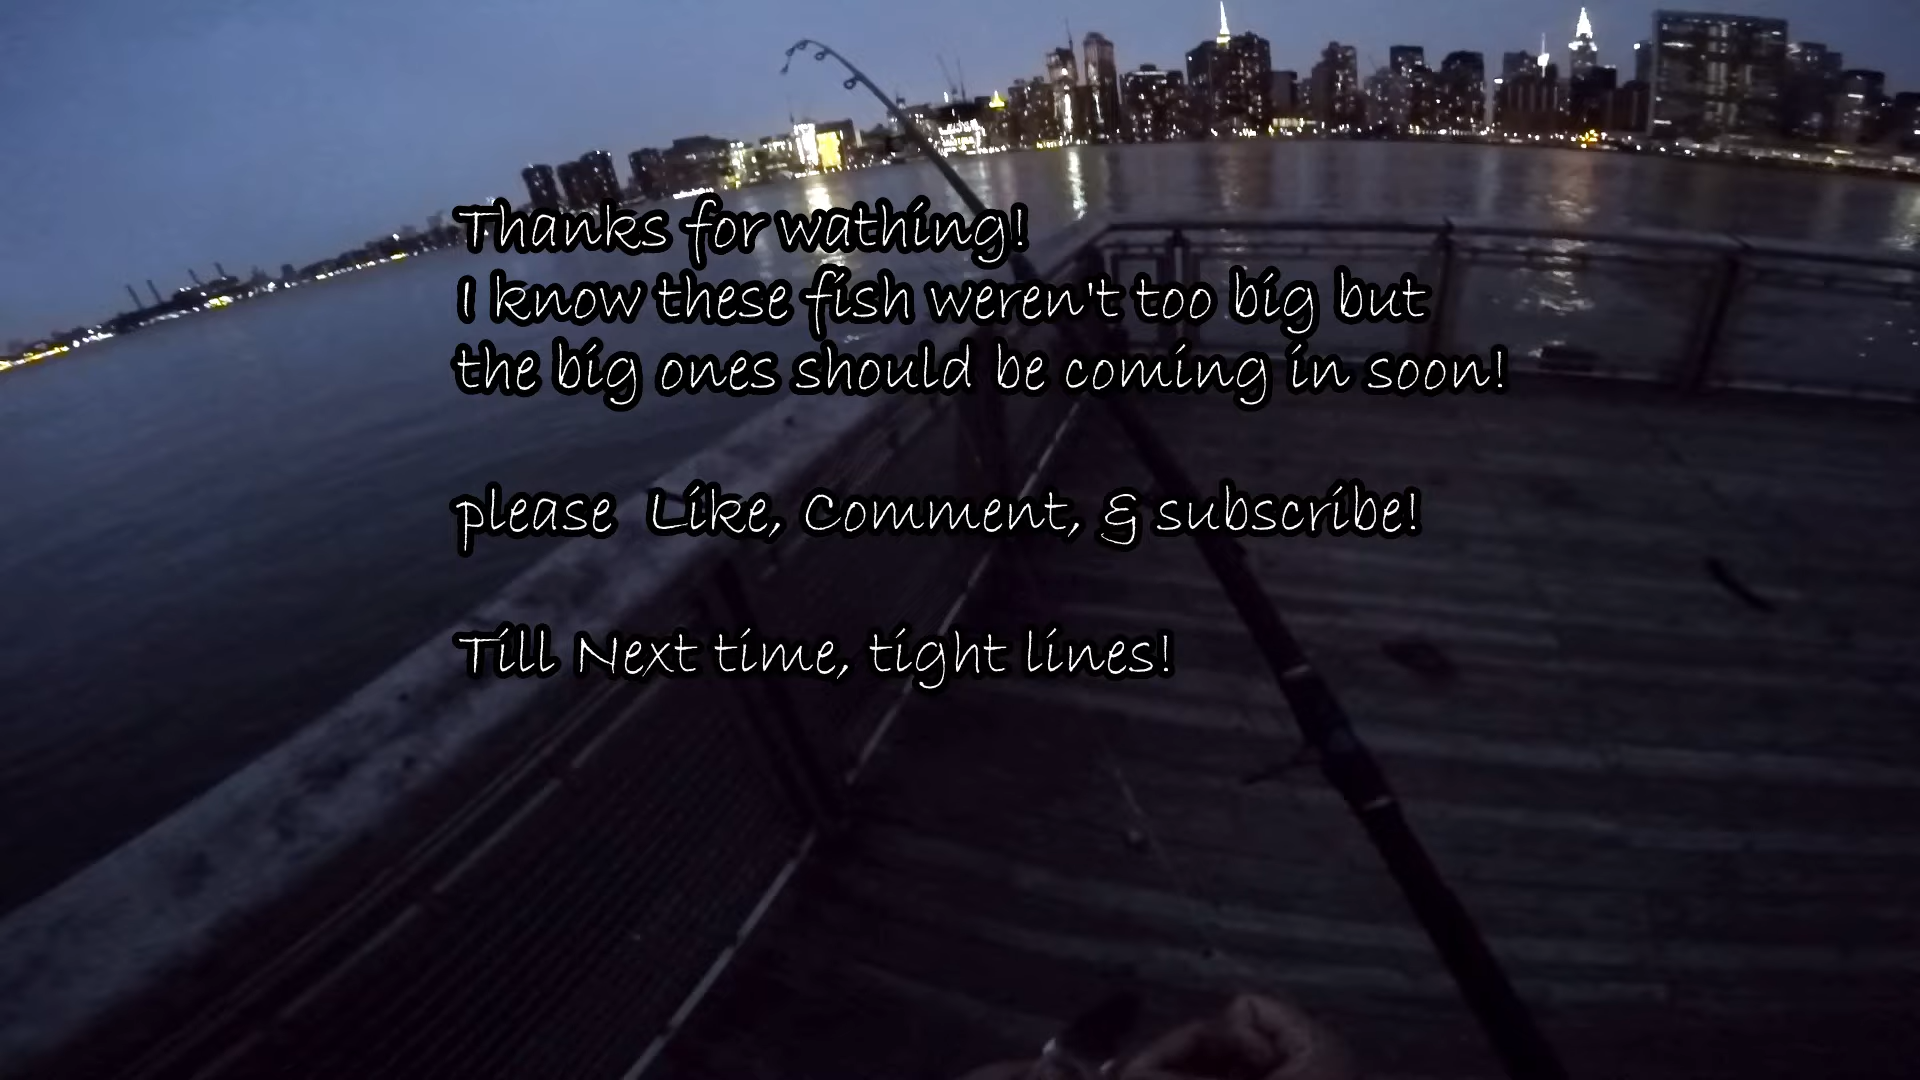 Thanks for wathing!
I know these fish weren't too big but
the big ones should be coming in soon!
please Like, Comment, & subscribe!
Till Next time, tight lines!